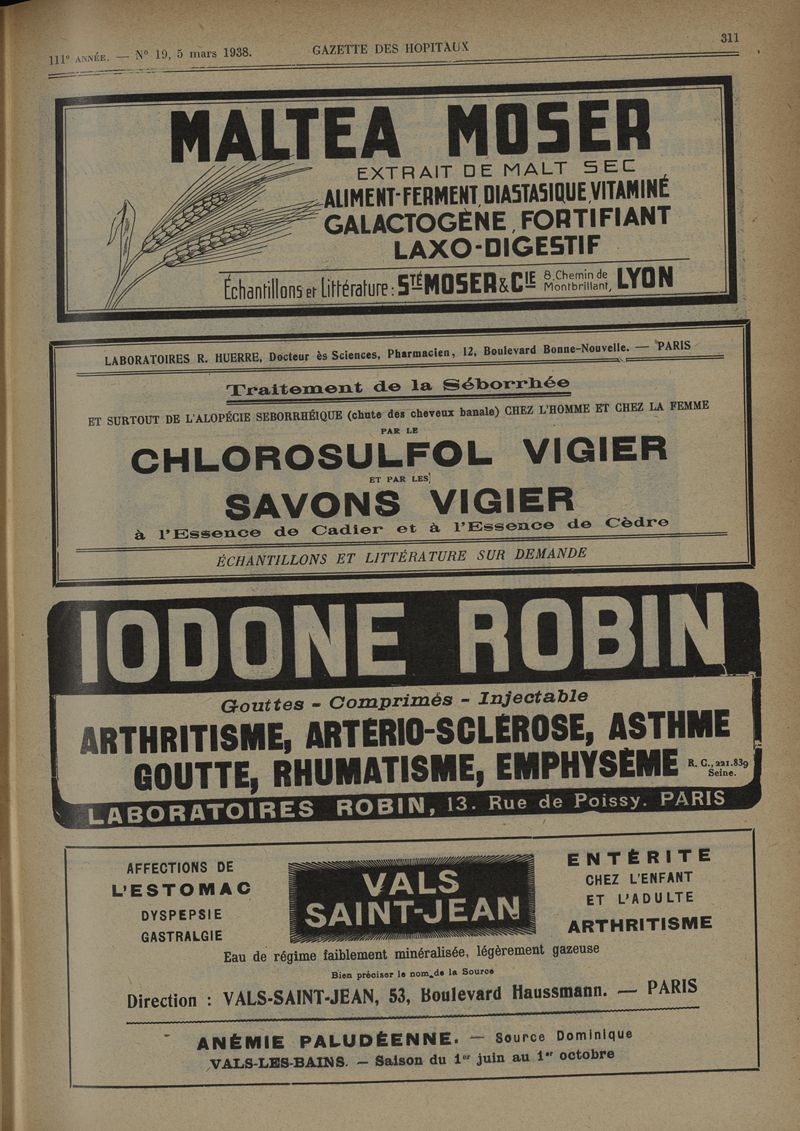 111e ANNÉE. — N° 19, 5 mars 1938. GAZETTE DES HOPITAUX 311
MALTEA MOSER
EXTRAIT DE MALT SEC
ALIMENT-FERMENT, DIASTASIQUE, VITAMINÉ
GALACTOGÈNE, FORTIFIANT
LAXO-DIGESTIF
Échantillons et Littérature : STÉ MOSER & CIE 8, Chemin de Montbrillant, LYON
LABORATOIRES R. HUERRE, Docteur ès Sciences, Pharmacien, 12, Boulevard Bonne-Nouvelle. — PARIS
Traitement de la Séborrhée
ET SURTOUT DE L'ALOPÉCIE SEBORRHÉIQUE (chute des cheveux banale) CHEZ L'HOMME ET CHEZ LA FEMME
PAR LE
CHLOROSULFOL VIGIER
ET PAR LES
SAVONS VIGIER
à l'Essence de Cadier et à l'Essence de Cèdre
ÉCHANTILLONS ET LITTÉRATURE SUR DEMANDE
IODONE ROBIN
Gouttes - Comprimés - Injectable
ARTHRITISME, ARTÉRIO-SCLÉROSE, ASTHME
GOUTTE, RHUMATISME, EMPHYSÈME R. C., 221.839 Seine.
LABORATOIRES ROBIN, 13. Rue de Poissy. PARIS
AFFECTIONS DE
L'ESTOMAC
DYSPEPSIE
GASTRALGIE
VALS
SAINT-JEAN
ENTÉRITE
CHEZ L'ENFANT
ET L'ADULTE
ARTHRITISME
Eau de régime faiblement minéralisée, légèrement gazeuse
Bien préciser le nom de la Source
Direction : VALS-SAINT-JEAN, 53, Boulevard Haussmann. — PARIS
ANÉMIE PALUDÉENNE. — Source Dominique
VALS-LES-BAINS. — Saison du 1er juin au 1er octobre